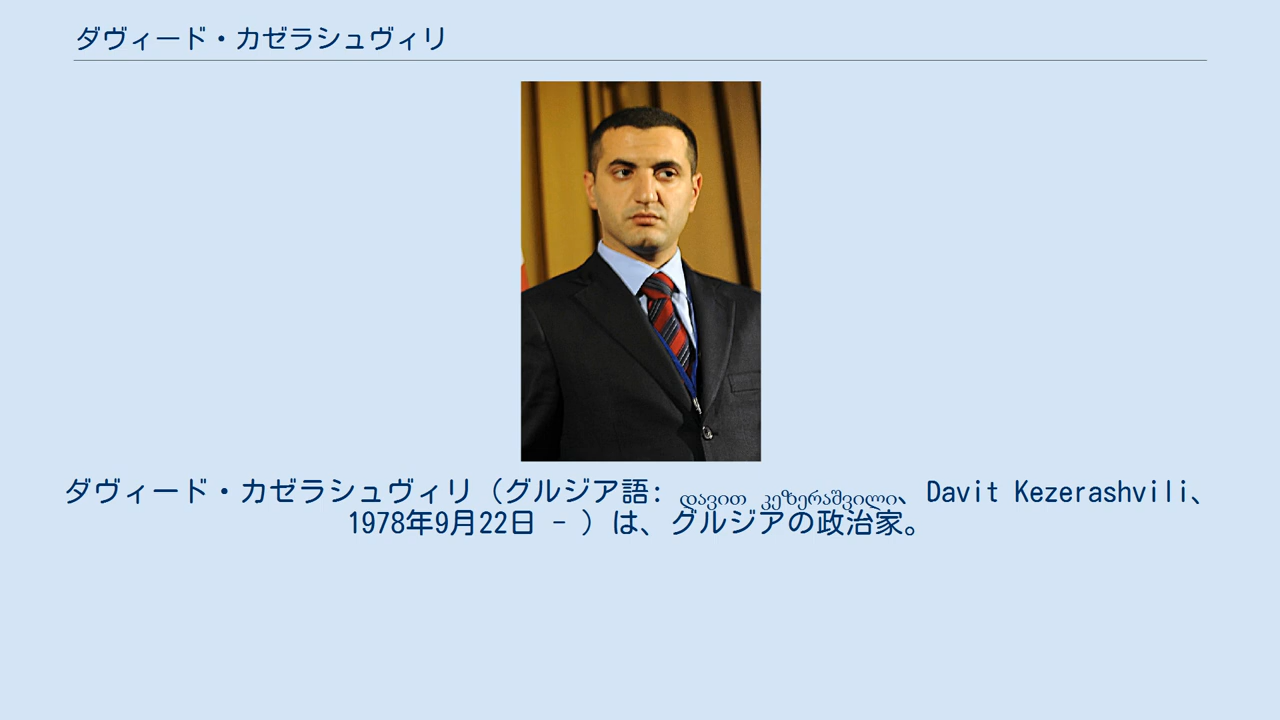 ダヴィード・カゼラシュヴィリ
ダヴィード・カゼラシュヴィリ（グルジア語: დავით კეზერაშვილი、Davit Kezerashvili、
1978年9月22日 - ）は、グルジアの政治家。